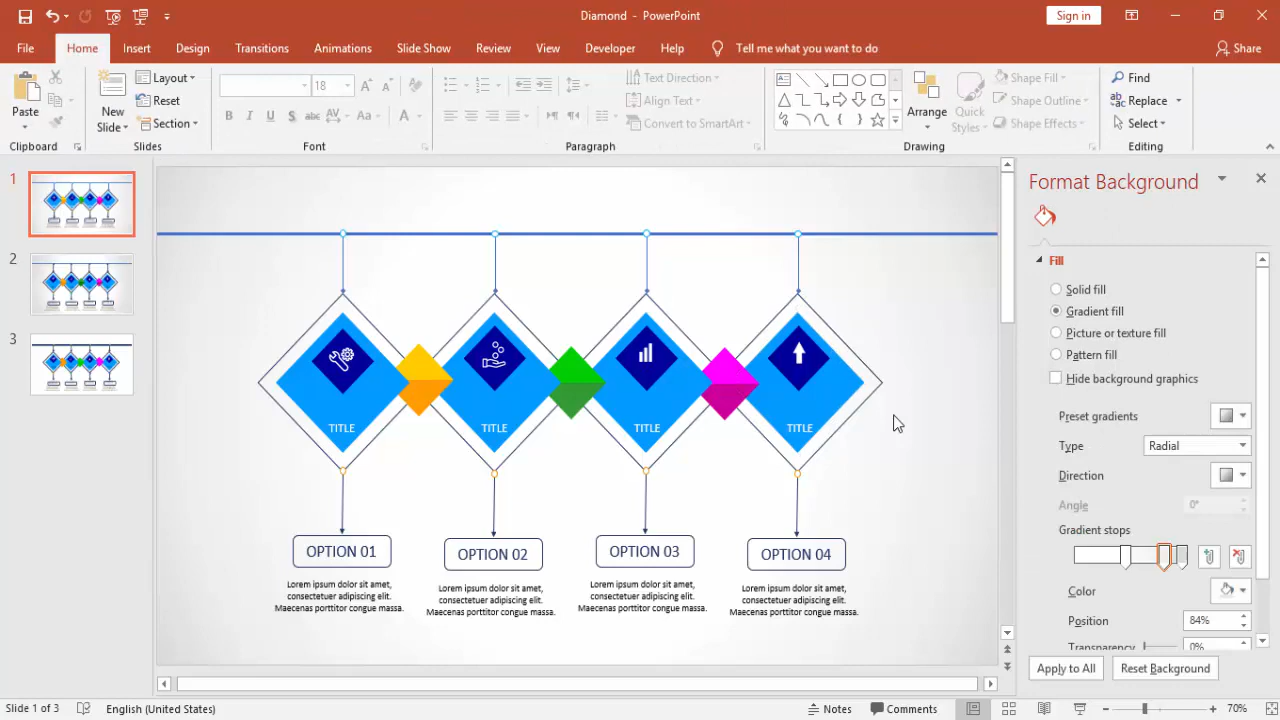 Diamond - PowerPoint
Sign in
File Home Insert Design Transitions Animations Slide Show Review View Developer Help Tell me what you want to do Share
Paste
New Slide
Layout
Reset
Section
18
B I U S abc AV Aa A
Text Direction
Align Text
Convert to SmartArt
Arrange
Quick Styles
Shape Fill
Shape Outline
Shape Effects
Find
Replace
Select
Clipboard Slides Font Paragraph Drawing Editing
1
2
3
TITLE TITLE TITLE TITLE
OPTION 01 OPTION 02 OPTION 03 OPTION 04
Lorem ipsum dolor sit amet,
consectetuer adipiscing elit.
Maecenas porttitor congue massa.
Lorem ipsum dolor sit amet,
consectetuer adipiscing elit.
Maecenas porttitor congue massa.
Lorem ipsum dolor sit amet,
consectetuer adipiscing elit.
Maecenas porttitor congue massa.
Lorem ipsum dolor sit amet,
consectetuer adipiscing elit.
Maecenas porttitor congue massa.
Format Background
Fill
Solid fill
Gradient fill
Picture or texture fill
Pattern fill
Hide background graphics
Preset gradients
Type Radial
Direction
Angle 0°
Gradient stops
Color
Position 84%
Transparency 0%
Apply to All Reset Background
Slide 1 of 3 English (United States) Notes Comments 70%